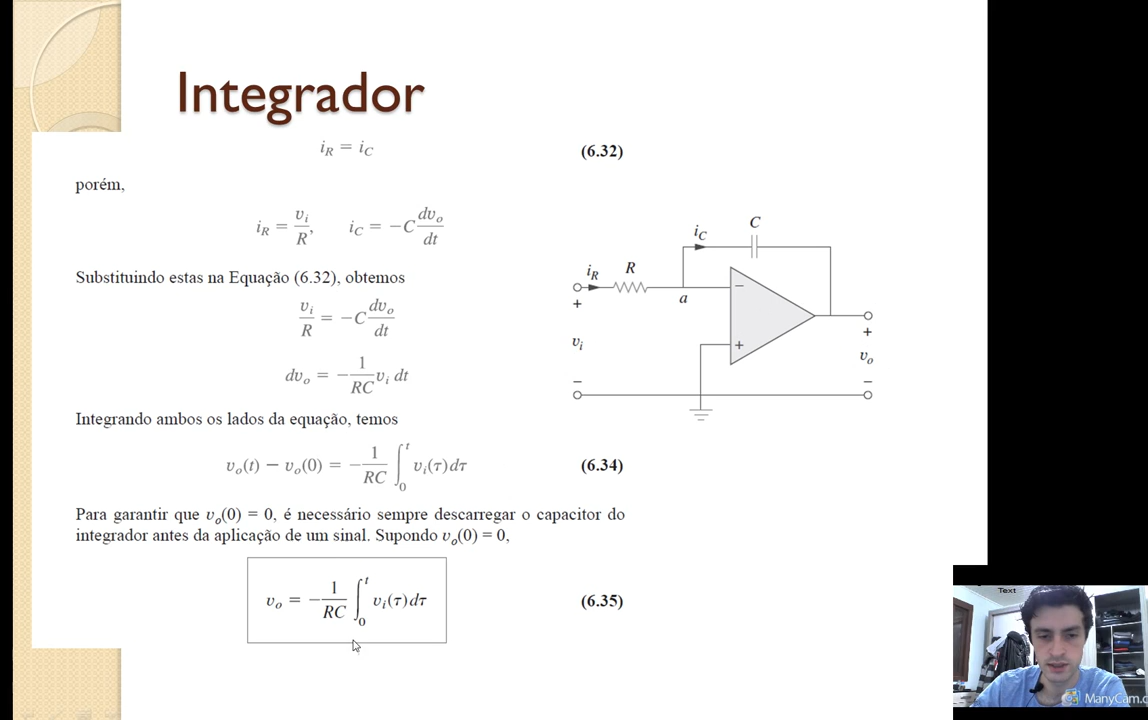 Integrador
i_R = i_C (6.32)
porém,
i_R = v_i/R, i_C = −C dv_o/dt
Substituindo estas na Equação (6.32), obtemos
v_i/R = −C dv_o/dt
dv_o = −1/RC v_i dt
Integrando ambos os lados da equação, temos
v_o(t) − v_o(0) = −1/RC ∫_0^t v_i(τ)dτ (6.34)
Para garantir que v_o(0) = 0, é necessário sempre descarregar o capacitor do
integrador antes da aplicação de um sinal. Supondo v_o(0) = 0,
v_o = −1/RC ∫_0^t v_i(τ)dτ (6.35)
C
i_C
i_R R
a
−
+
+
v_i
−
+
v_o
−
Text
ManyCam.c